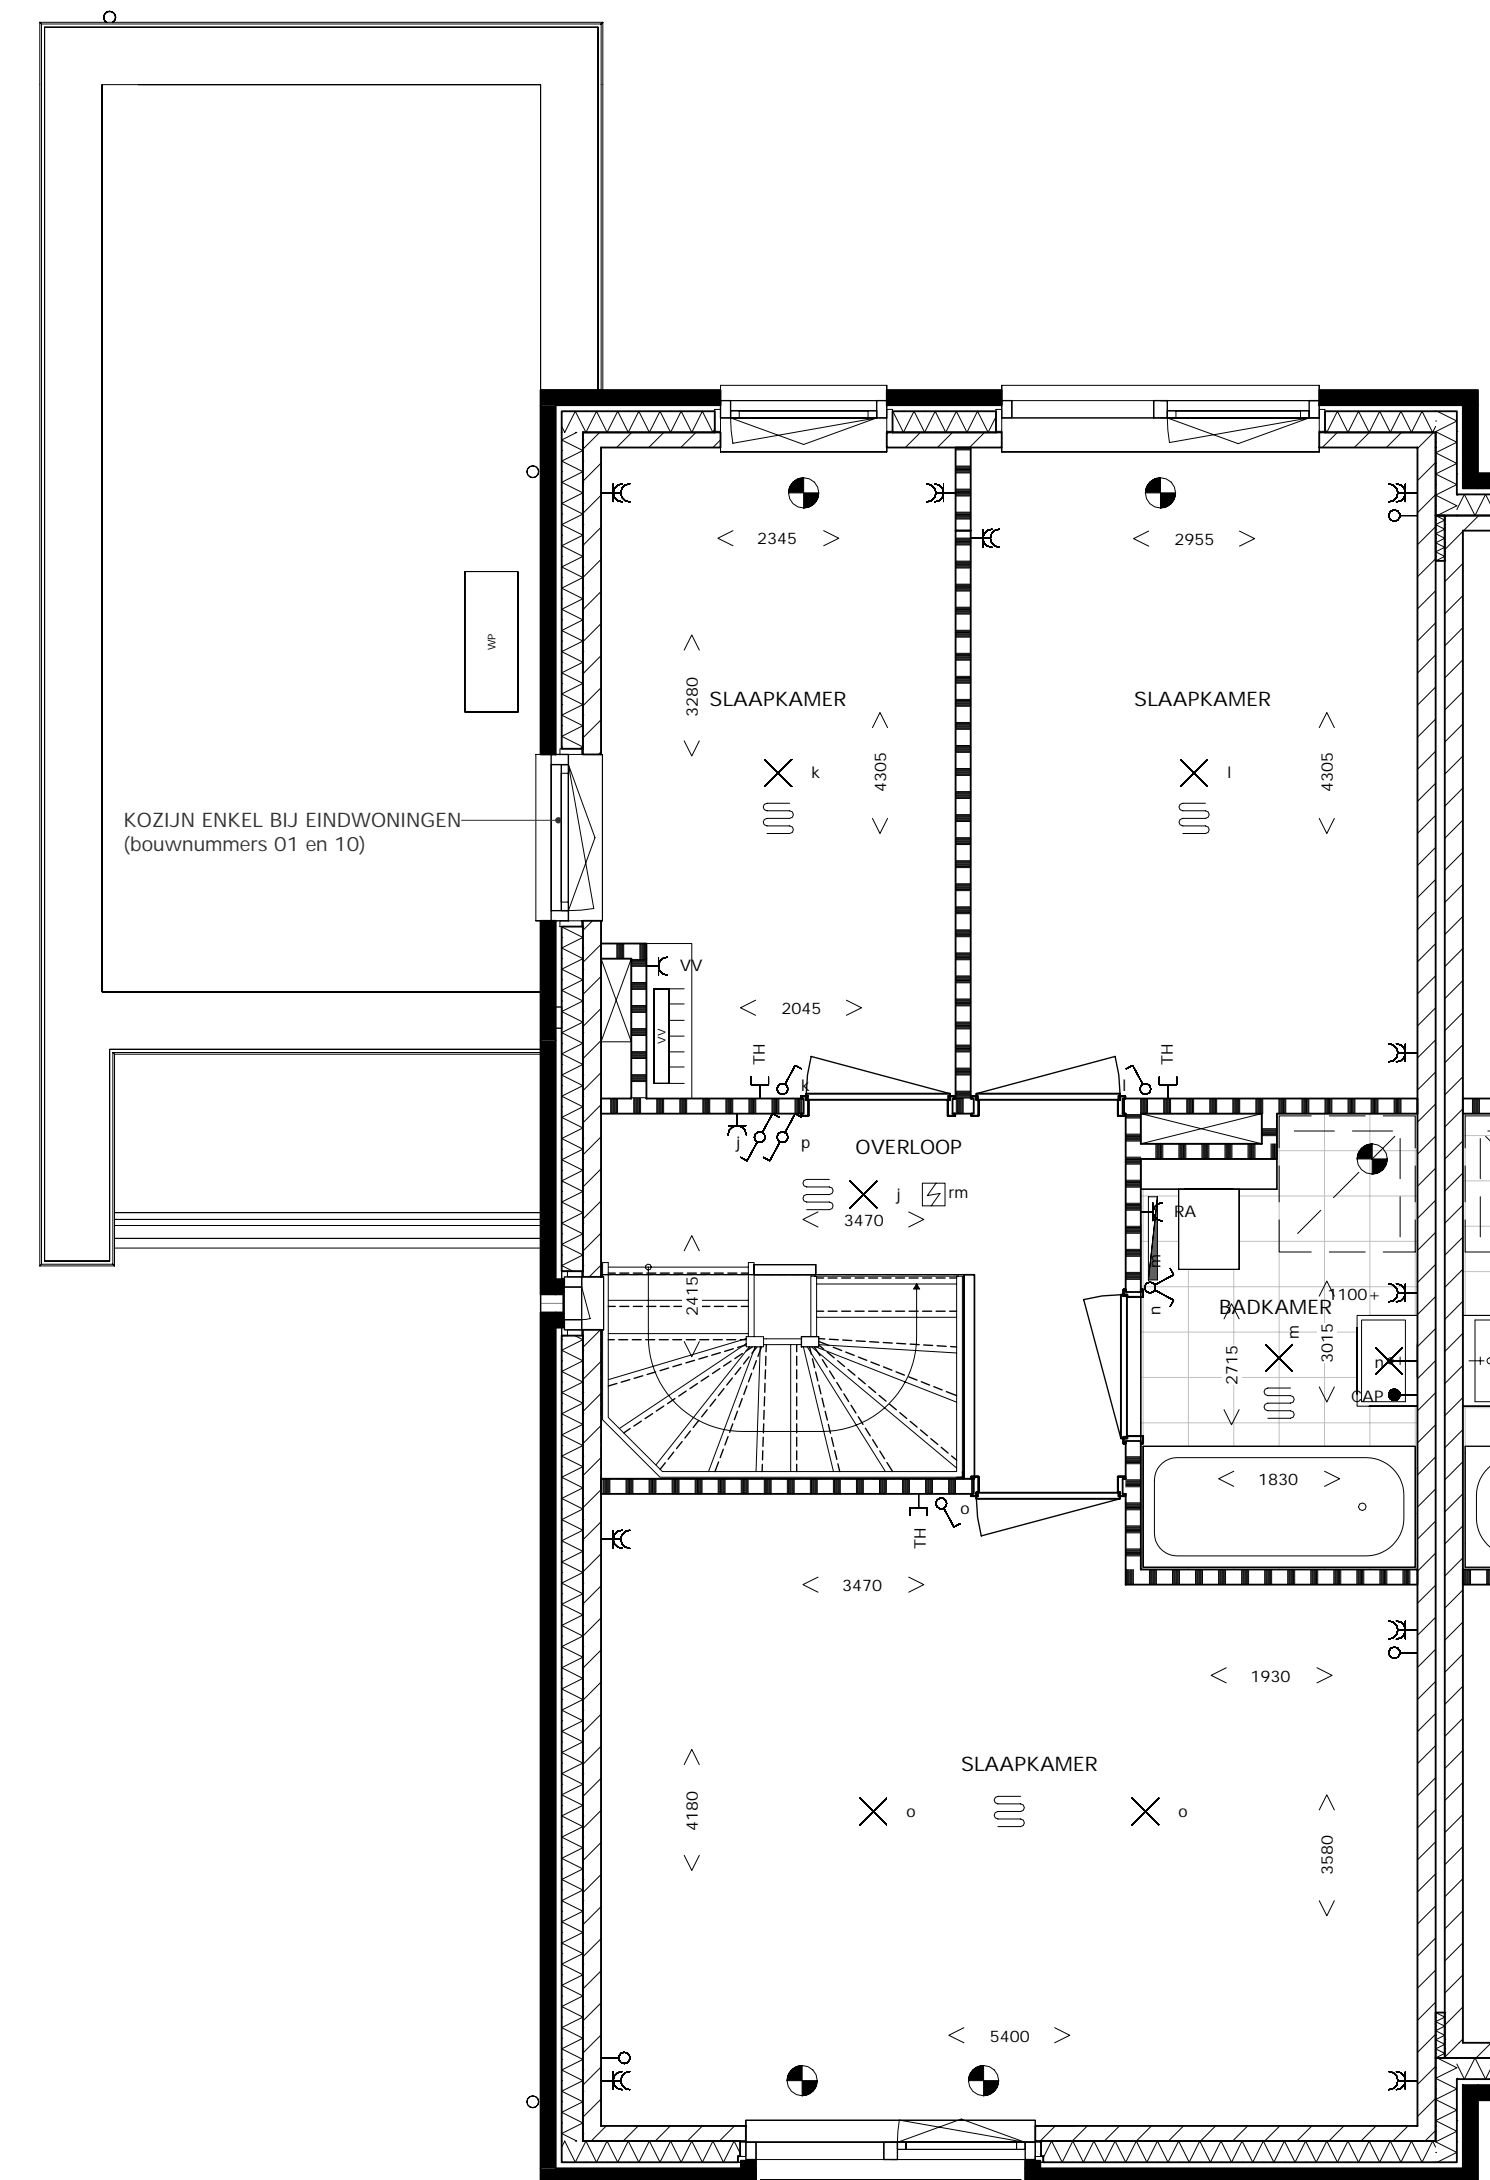 2345
2955
WP
3280
SLAAPKAMER
SLAAPKAMER
4305
4305
k
l
KOZIJN ENKEL BIJ EINDWONINGEN
(bouwnummers 01 en 10)
VV
VV
2045
TH
k
l
TH
j
p
OVERLOOP
j
rm
3470
RA
2415
m
n
1100+
BADKAMER
m
3015
2715
n
CAP
1830
TH
o
3470
1930
SLAAPKAMER
4180
o
o
3580
5400